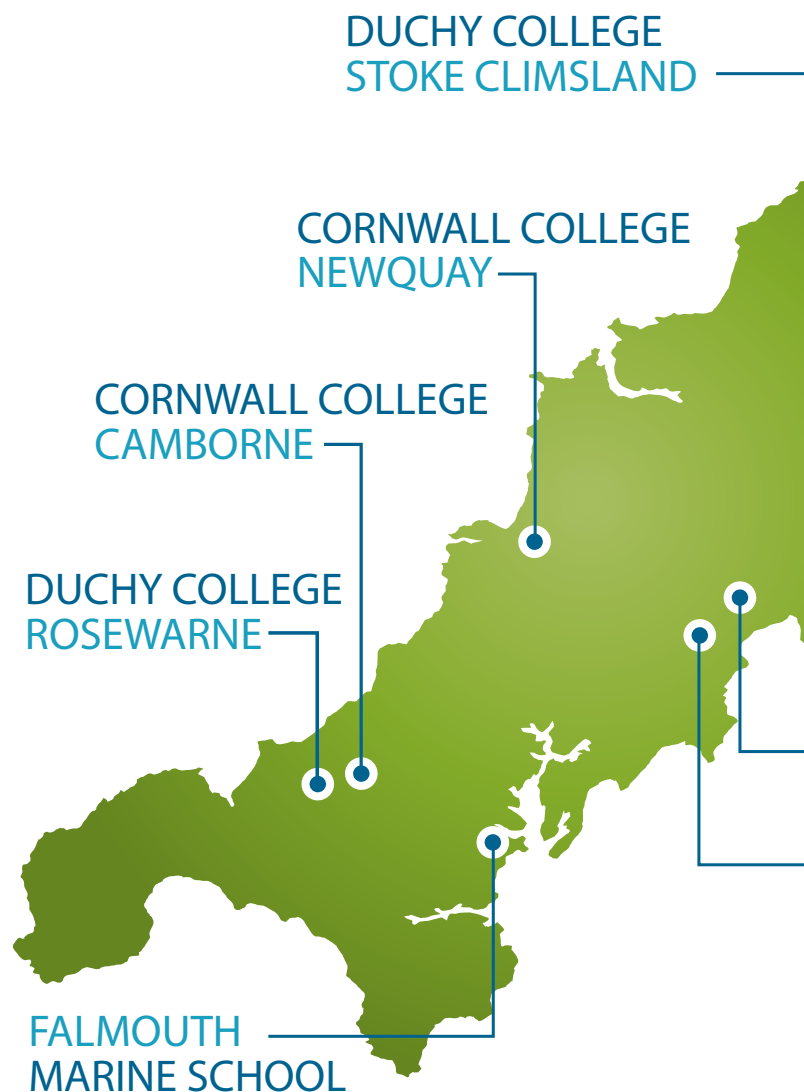 DUCHY COLLEGE
STOKE CLIMSLAND
CORNWALL COLLEGE
NEWQUAY
CORNWALL COLLEGE
CAMBORNE
DUCHY COLLEGE
ROSEWARNE
FALMOUTH
MARINE SCHOOL